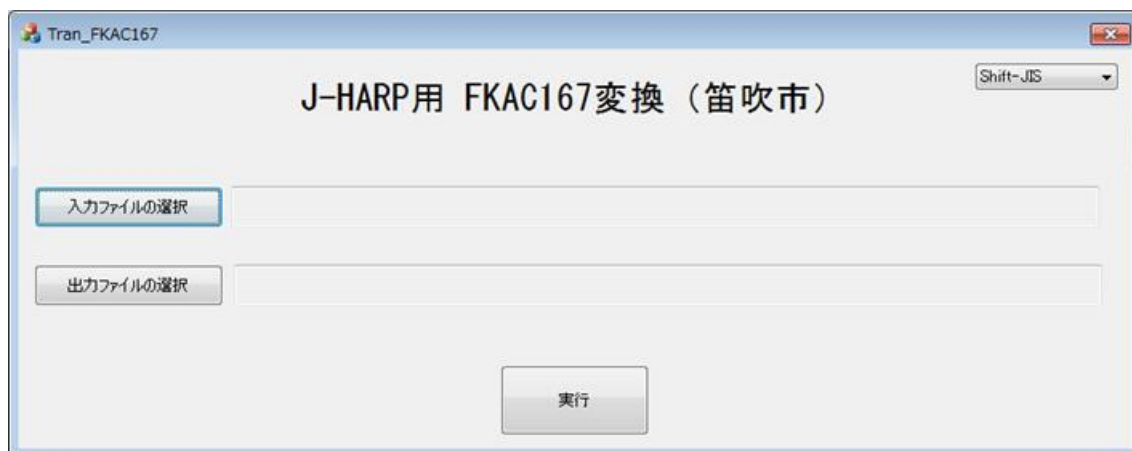 Tran_FKAC167
Shift-JIS
J-HARP用 FKAC167変換（笛吹市）
入力ファイルの選択
出力ファイルの選択
実行